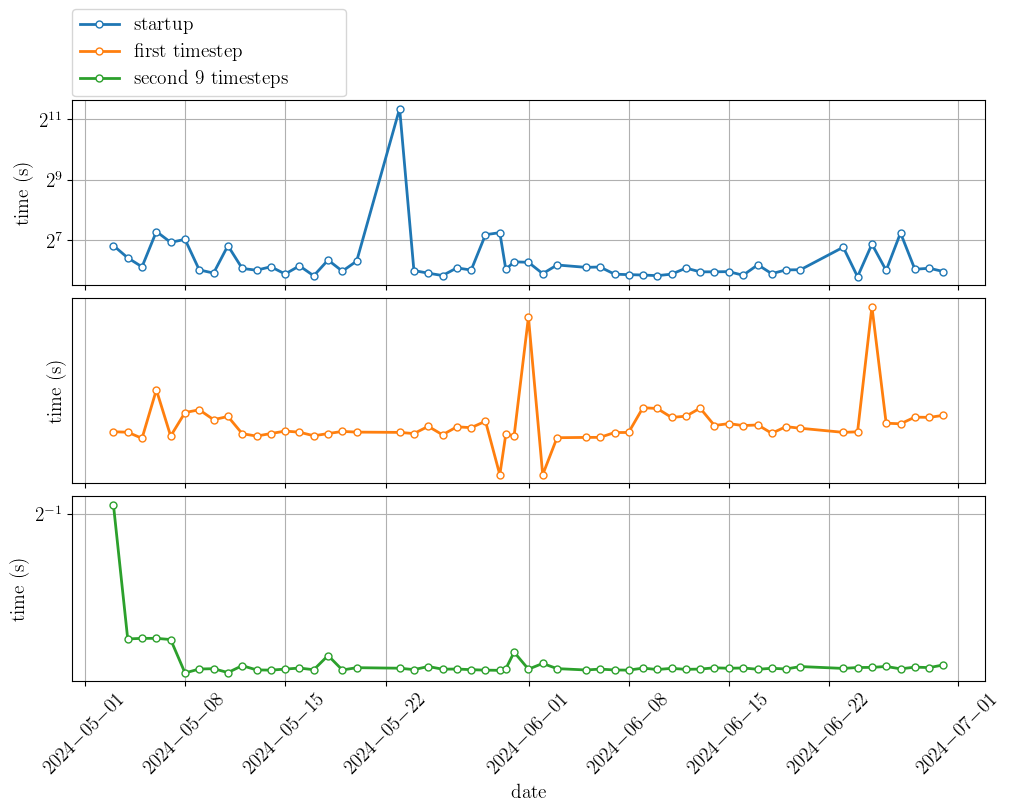 startup
first timestep
second 9 timesteps
2^11
2^9
2^7
time (s)
time (s)
2^−1
time (s)
2024−05−01
2024−05−08
2024−05−15
2024−05−22
2024−06−01
2024−06−08
2024−06−15
2024−06−22
2024−07−01
date